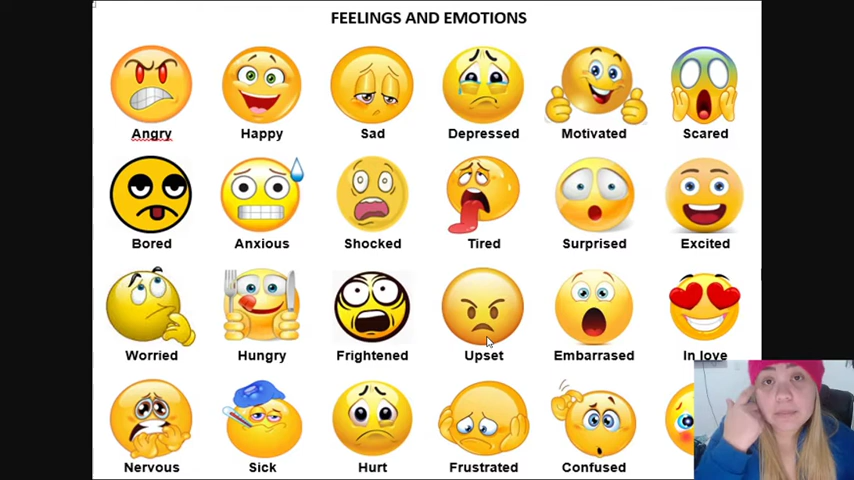 FEELINGS AND EMOTIONS
Angry Happy Sad Depressed Motivated Scared
Bored Anxious Shocked Tired Surprised Excited
Worried Hungry Frightened Upset Embarrased In love
Nervous Sick Hurt Frustrated Confused